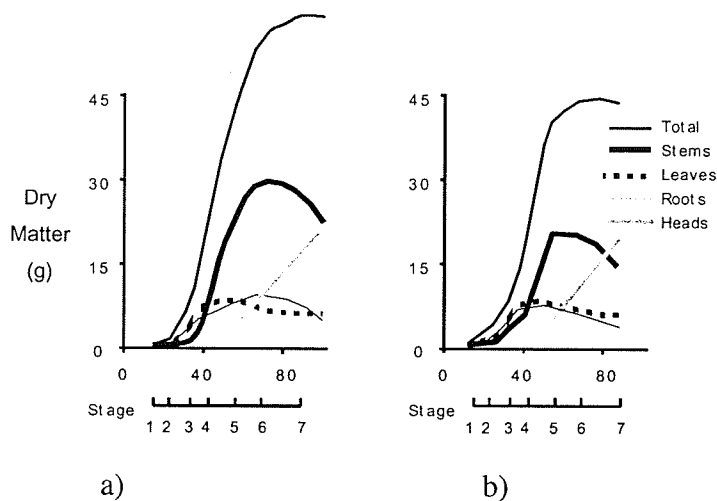 45
30
15
0
Dry
Matter
(g)
0 40 80
Stage
1 2 3 4 5 6 7
a)
45
30
15
0
0 40 80
1 2 3 4 5 6 7
b)
Total
Stems
Leaves
Roots
Heads